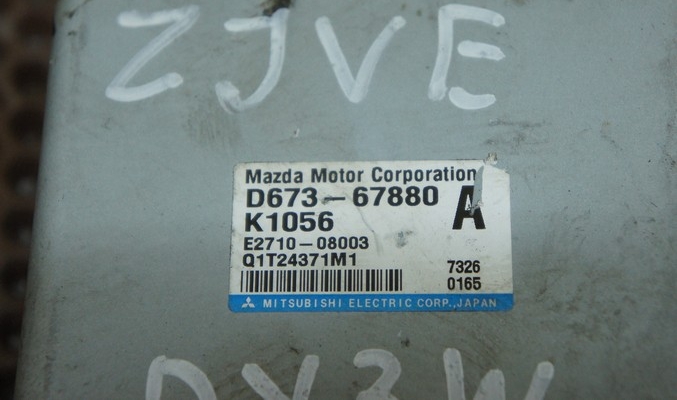 ZJVE
Mazda Motor Corporation
D673-67880 A
K1056
E2710-08003
Q1T24371M1
7326
0165
MITSUBISHI ELECTRIC CORP., JAPAN
DY3W